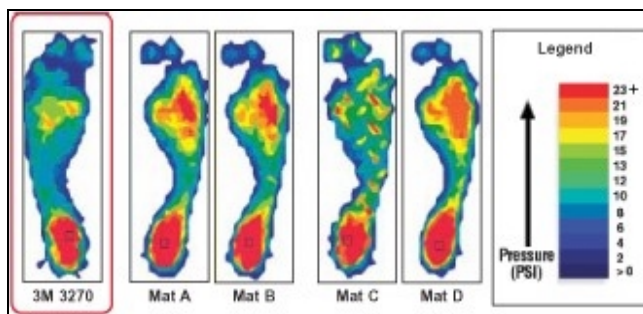 Legend
23+
21
19
17
15
13
12
10
8
6
4
2
>0
Pressure
(PSI)
3M 3270
Mat A
Mat B
Mat C
Mat D